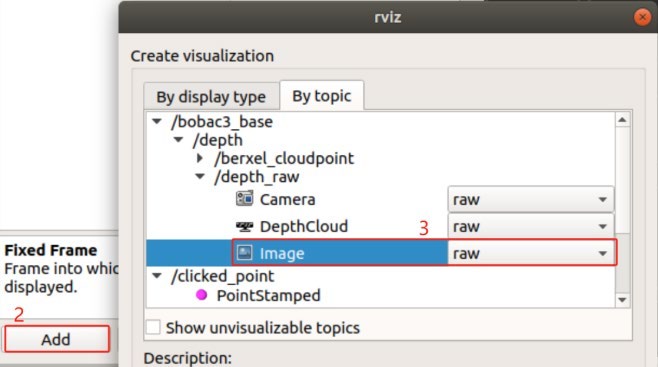 rviz
Create visualization
By display type
By topic
/bobac3_base
/depth
/berxel_cloudpoint
/depth_raw
Camera
raw
DepthCloud
raw
3
Image
raw
/clicked_point
PointStamped
Show unvisualizable topics
Description:
Fixed Frame
Frame into whic
displayed.
2
Add